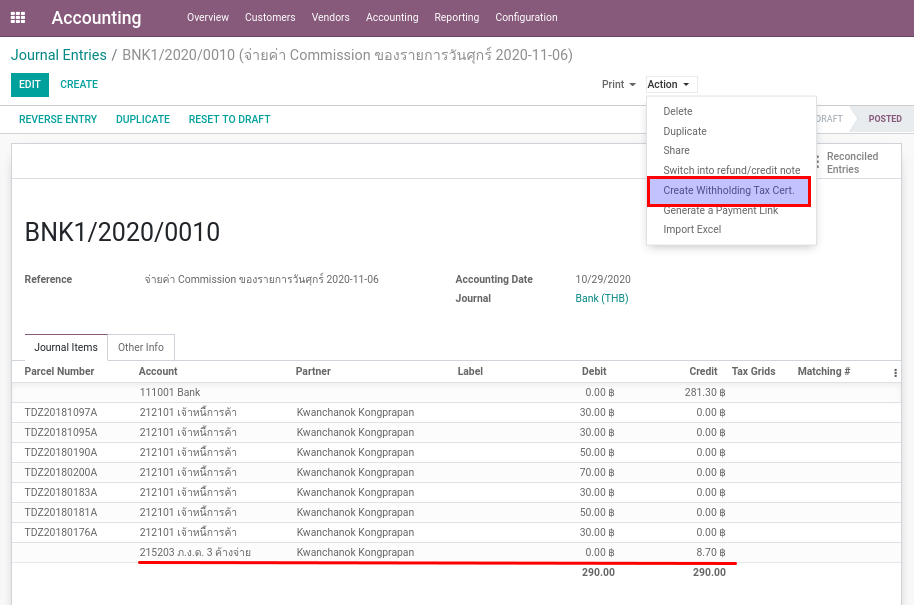 Accounting Overview Customers Vendors Accounting Reporting Configuration
Journal Entries / BNK1/2020/0010 (จ่ายค่า Commission ของรายการวันศุกร์ 2020-11-06)
EDIT CREATE Print Action
REVERSE ENTRY DUPLICATE RESET TO DRAFT DRAFT POSTED
Delete
Duplicate
Share
Switch into refund/credit note
Create Withholding Tax Cert.
Generate a Payment Link
Import Excel
Reconciled
Entries
BNK1/2020/0010
Reference จ่ายค่า Commission ของรายการวันศุกร์ 2020-11-06 Accounting Date 10/29/2020
Journal Bank (THB)
Journal Items Other Info
Parcel Number Account Partner Label Debit Credit Tax Grids Matching #
111001 Bank 0.00 ฿ 281.30 ฿
TDZ20181097A 212101 เจ้าหนี้การค้า Kwanchanok Kongprapan 30.00 ฿ 0.00 ฿
TDZ20181095A 212101 เจ้าหนี้การค้า Kwanchanok Kongprapan 30.00 ฿ 0.00 ฿
TDZ20180190A 212101 เจ้าหนี้การค้า Kwanchanok Kongprapan 50.00 ฿ 0.00 ฿
TDZ20180200A 212101 เจ้าหนี้การค้า Kwanchanok Kongprapan 70.00 ฿ 0.00 ฿
TDZ20180183A 212101 เจ้าหนี้การค้า Kwanchanok Kongprapan 30.00 ฿ 0.00 ฿
TDZ20180181A 212101 เจ้าหนี้การค้า Kwanchanok Kongprapan 50.00 ฿ 0.00 ฿
TDZ20180176A 212101 เจ้าหนี้การค้า Kwanchanok Kongprapan 30.00 ฿ 0.00 ฿
215203 ภ.ง.ด. 3 ค้างจ่าย Kwanchanok Kongprapan 0.00 ฿ 8.70 ฿
290.00 290.00